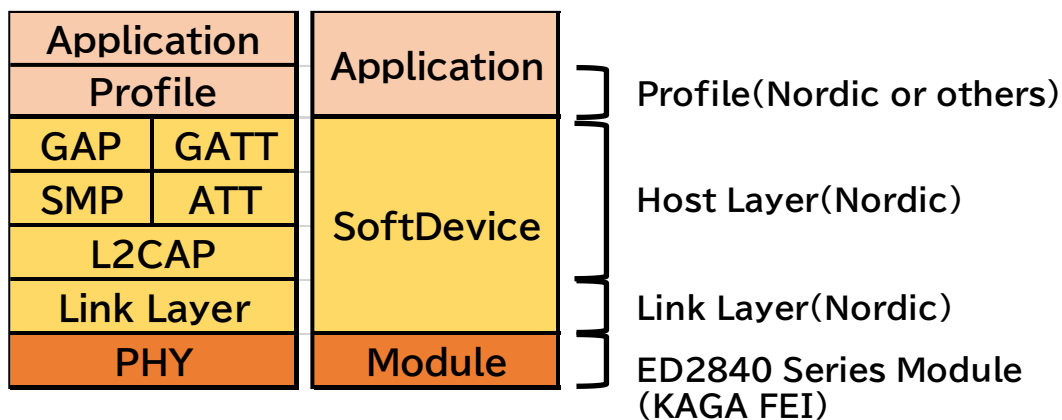 Application
Profile
GAP GATT
SMP ATT
L2CAP
Link Layer
PHY
Application
SoftDevice
Module
Profile(Nordic or others)
Host Layer(Nordic)
Link Layer(Nordic)
ED2840 Series Module
(KAGA FEI)